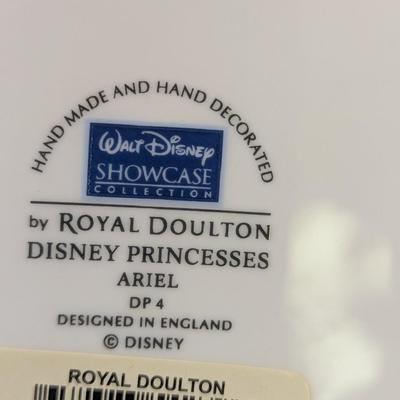 HAND MADE AND HAND DECORATED
WALT DISNEY
SHOWCASE
COLLECTION
by ROYAL DOULTON
DISNEY PRINCESSES
ARIEL
DP 4
DESIGNED IN ENGLAND
© DISNEY
ROYAL DOULTON